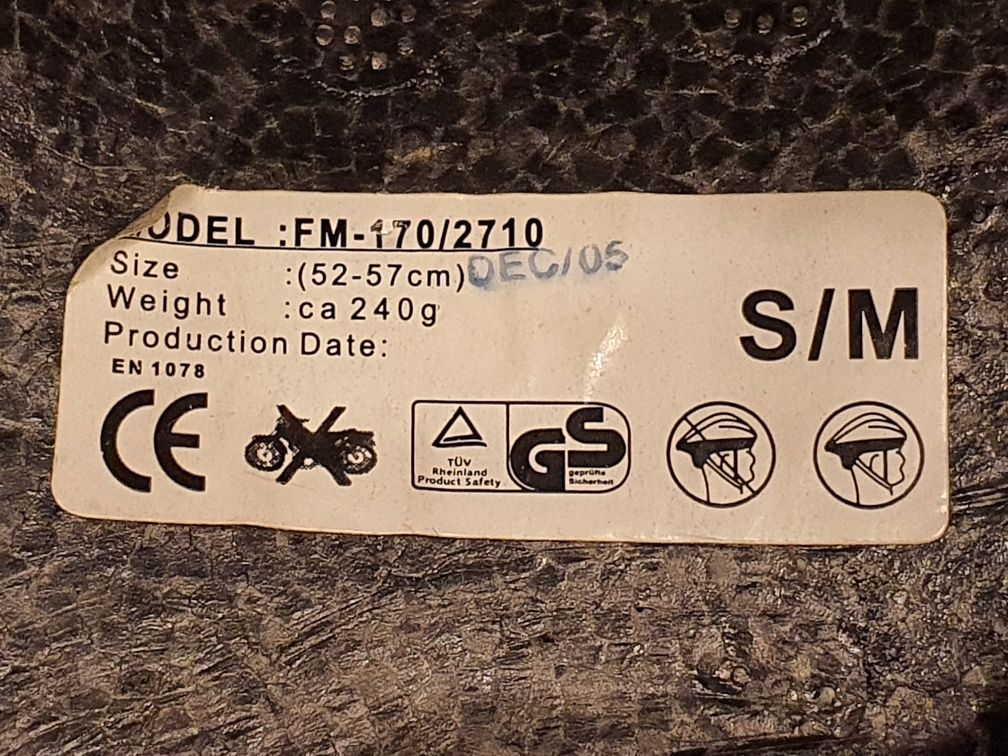 MODEL :FM-170/2710
Size :(52-57cm) DEC/05
Weight :ca 240g
Production Date:
S/M
EN 1078
CE
TÜV
Rheinland
Product Safety
GS
geprüfte
Sicherheit